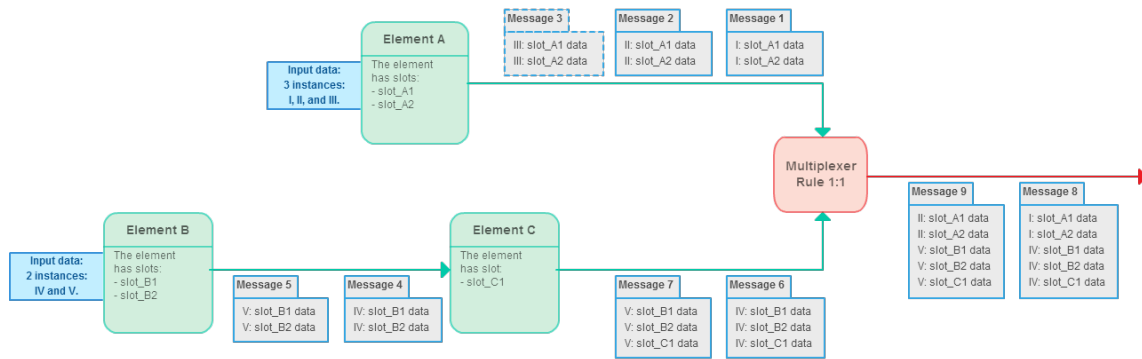 Message 3
III: slot_A1 data
III: slot_A2 data
Message 2
II: slot_A1 data
II: slot_A2 data
Message 1
I: slot_A1 data
I: slot_A2 data
Element A
The element
has slots:
- slot_A1
- slot_A2
Input data:
3 instances:
I, II, and III.
Multiplexer
Rule 1:1
Message 9
II: slot_A1 data
II: slot_A2 data
V: slot_B1 data
V: slot_B2 data
V: slot_C1 data
Message 8
I: slot_A1 data
I: slot_A2 data
IV: slot_B1 data
IV: slot_B2 data
IV: slot_C1 data
Element B
The element
has slots:
- slot_B1
- slot_B2
Input data:
2 instances:
IV and V.
Message 5
V: slot_B1 data
V: slot_B2 data
Message 4
IV: slot_B1 data
IV: slot_B2 data
Element C
The element
has slot:
- slot_C1
Message 7
V: slot_B1 data
V: slot_B2 data
V: slot_C1 data
Message 6
IV: slot_B1 data
IV: slot_B2 data
IV: slot_C1 data